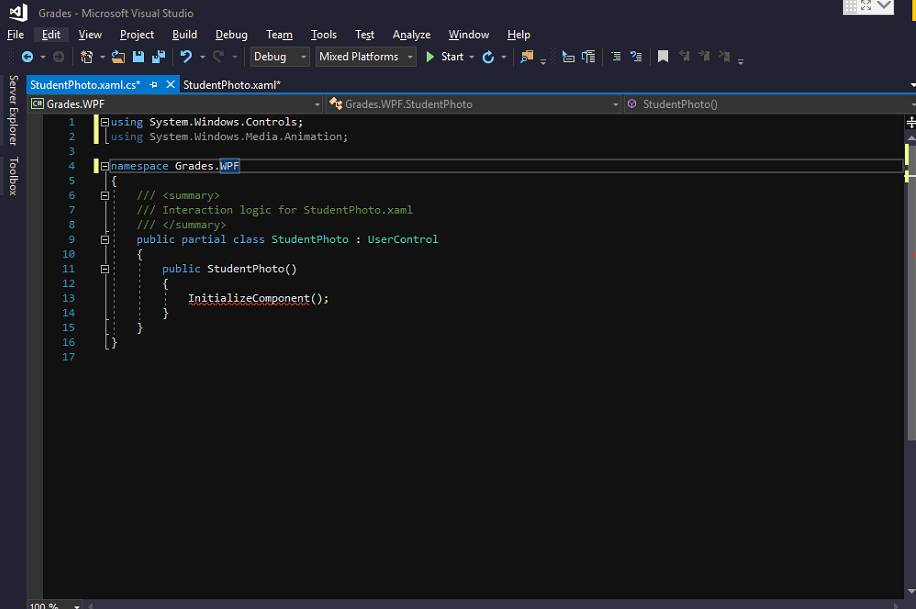 Grades - Microsoft Visual Studio
File Edit View Project Build Debug Team Tools Test Analyze Window Help
Debug Mixed Platforms Start
Server Explorer
Toolbox
StudentPhoto.xaml.cs* StudentPhoto.xaml*
C# Grades.WPF Grades.WPF.StudentPhoto StudentPhoto()
1 using System.Windows.Controls;
2 using System.Windows.Media.Animation;
3
4 namespace Grades.WPF
5 {
6 /// <summary>
7 /// Interaction logic for StudentPhoto.xaml
8 /// </summary>
9 public partial class StudentPhoto : UserControl
10 {
11 public StudentPhoto()
12 {
13 InitializeComponent();
14 }
15 }
16 }
17
100 %